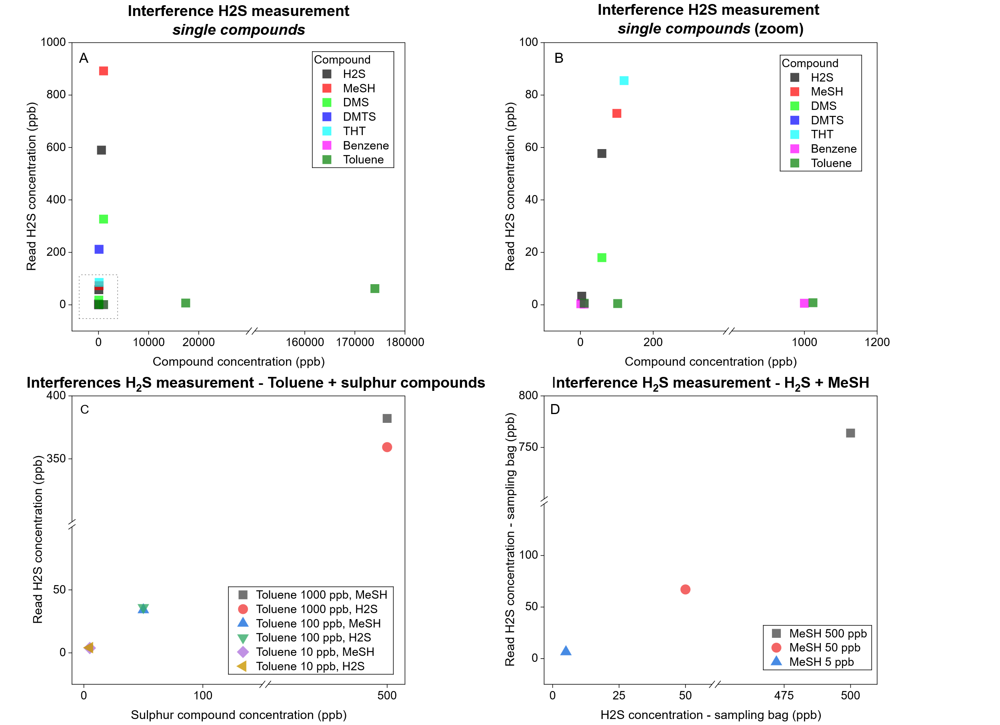 Interference H2S measurement
single compounds
A
1000
800
600
400
200
0
Read H2S concentration (ppb)
Compound
H2S
MeSH
DMS
DMTS
THT
Benzene
Toluene
0 10000 20000 160000 170000 180000
Compound concentration (ppb)
Interference H2S measurement
single compounds (zoom)
B
100
80
60
40
20
0
Read H2S concentration (ppb)
Compound
H2S
MeSH
DMS
DMTS
THT
Benzene
Toluene
0 200 1000 1200
Compound concentration (ppb)
Interferences H₂S measurement - Toluene + sulphur compounds
C
400
350
50
0
Read H2S concentration (ppb)
Toluene 1000 ppb, MeSH
Toluene 1000 ppb, H2S
Toluene 100 ppb, MeSH
Toluene 100 ppb, H2S
Toluene 10 ppb, MeSH
Toluene 10 ppb, H2S
0 100 500
Sulphur compound concentration (ppb)
Interference H₂S measurement - H₂S + MeSH
D
800
750
100
50
0
Read H2S concentration - sampling bag (ppb)
MeSH 500 ppb
MeSH 50 ppb
MeSH 5 ppb
0 25 50 475 500
H2S concentration - sampling bag (ppb)